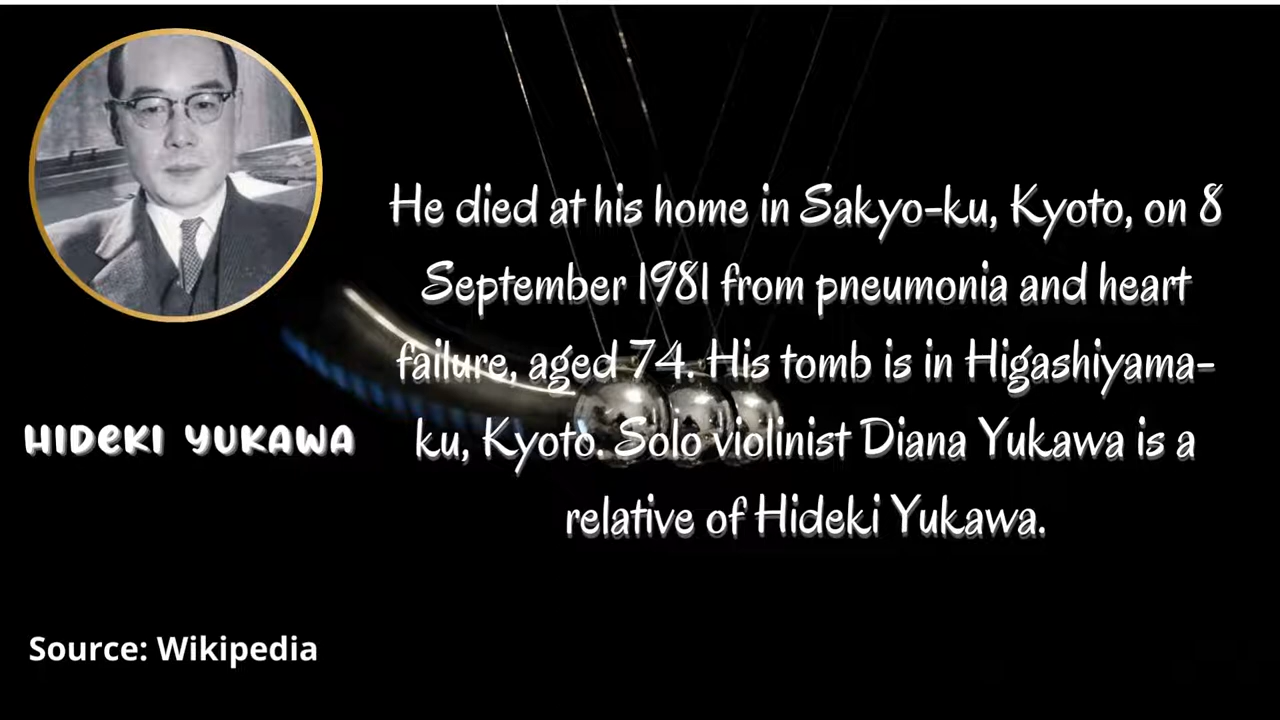 He died at his home in Sakyo-ku, Kyoto, on 8
September 1981 from pneumonia and heart
failure, aged 74. His tomb is in Higashiyama-
ku, Kyoto. Solo violinist Diana Yukawa is a
relative of Hideki Yukawa.
HIDEKI YUKAWA
Source: Wikipedia